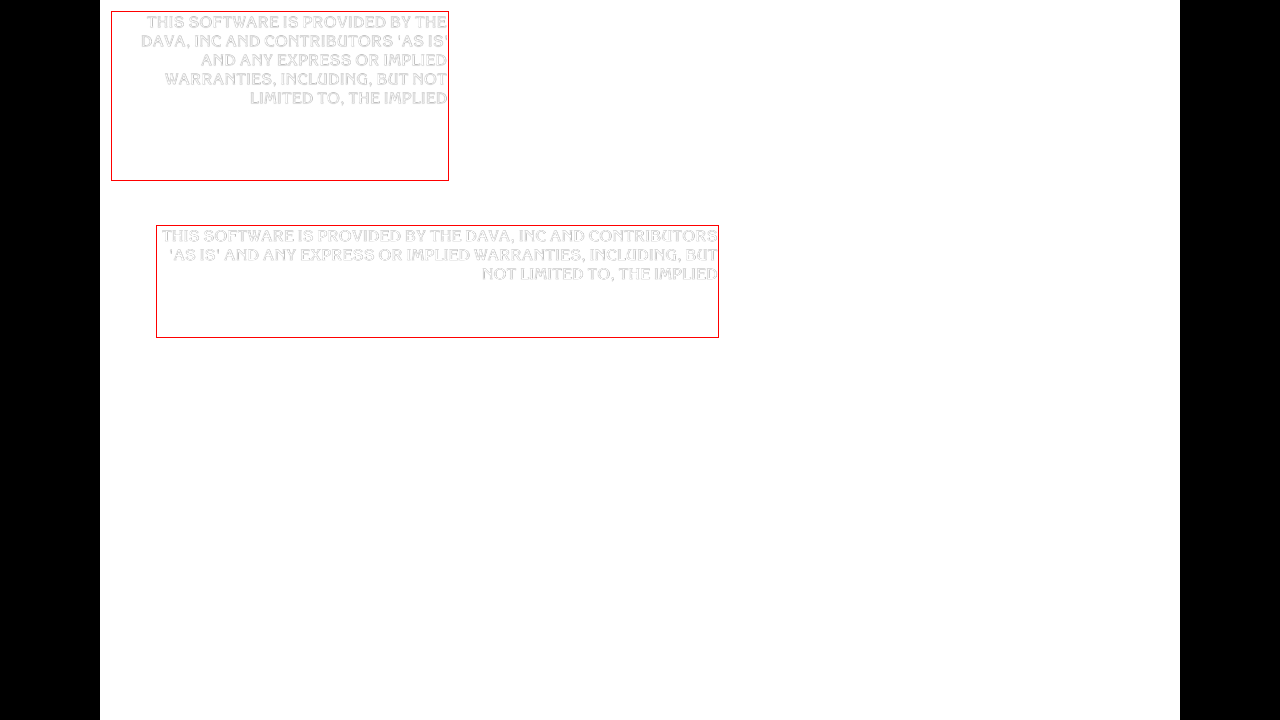 THIS SOFTWARE IS PROVIDED BY THE
DAVA, INC AND CONTRIBUTORS 'AS IS'
AND ANY EXPRESS OR IMPLIED
WARRANTIES, INCLUDING, BUT NOT
LIMITED TO, THE IMPLIED
THIS SOFTWARE IS PROVIDED BY THE DAVA, INC AND CONTRIBUTORS
'AS IS' AND ANY EXPRESS OR IMPLIED WARRANTIES, INCLUDING, BUT
NOT LIMITED TO, THE IMPLIED